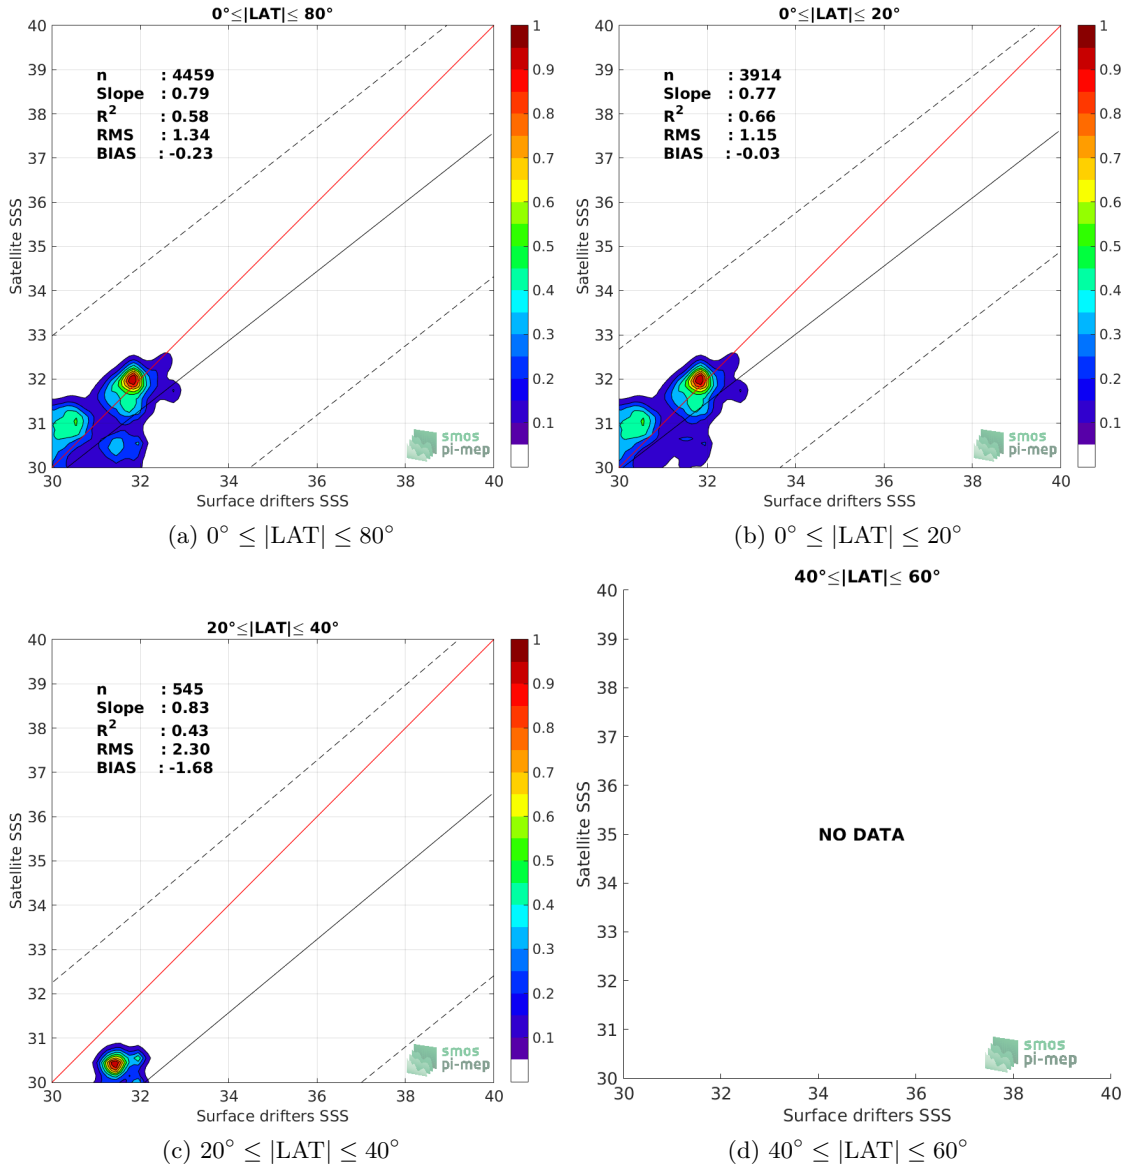 0°≤|LAT|≤ 80°
n : 4459
Slope : 0.79
R² : 0.58
RMS : 1.34
BIAS : -0.23
40
39
38
37
36
35
34
33
32
31
30
Satellite SSS
30 32 34 36 38 40
Surface drifters SSS
1
0.9
0.8
0.7
0.6
0.5
0.4
0.3
0.2
0.1
smos
pi-mep
(a) 0° ≤ |LAT| ≤ 80°
0°≤|LAT|≤ 20°
n : 3914
Slope : 0.77
R² : 0.66
RMS : 1.15
BIAS : -0.03
40
39
38
37
36
35
34
33
32
31
30
Satellite SSS
30 32 34 36 38 40
Surface drifters SSS
1
0.9
0.8
0.7
0.6
0.5
0.4
0.3
0.2
0.1
smos
pi-mep
(b) 0° ≤ |LAT| ≤ 20°
20°≤|LAT|≤ 40°
n : 545
Slope : 0.83
R² : 0.43
RMS : 2.30
BIAS : -1.68
40
39
38
37
36
35
34
33
32
31
30
Satellite SSS
30 32 34 36 38 40
Surface drifters SSS
1
0.9
0.8
0.7
0.6
0.5
0.4
0.3
0.2
0.1
smos
pi-mep
(c) 20° ≤ |LAT| ≤ 40°
40°≤|LAT|≤ 60°
40
39
38
37
36
35
34
33
32
31
30
Satellite SSS
NO DATA
30 32 34 36 38 40
Surface drifters SSS
smos
pi-mep
(d) 40° ≤ |LAT| ≤ 60°